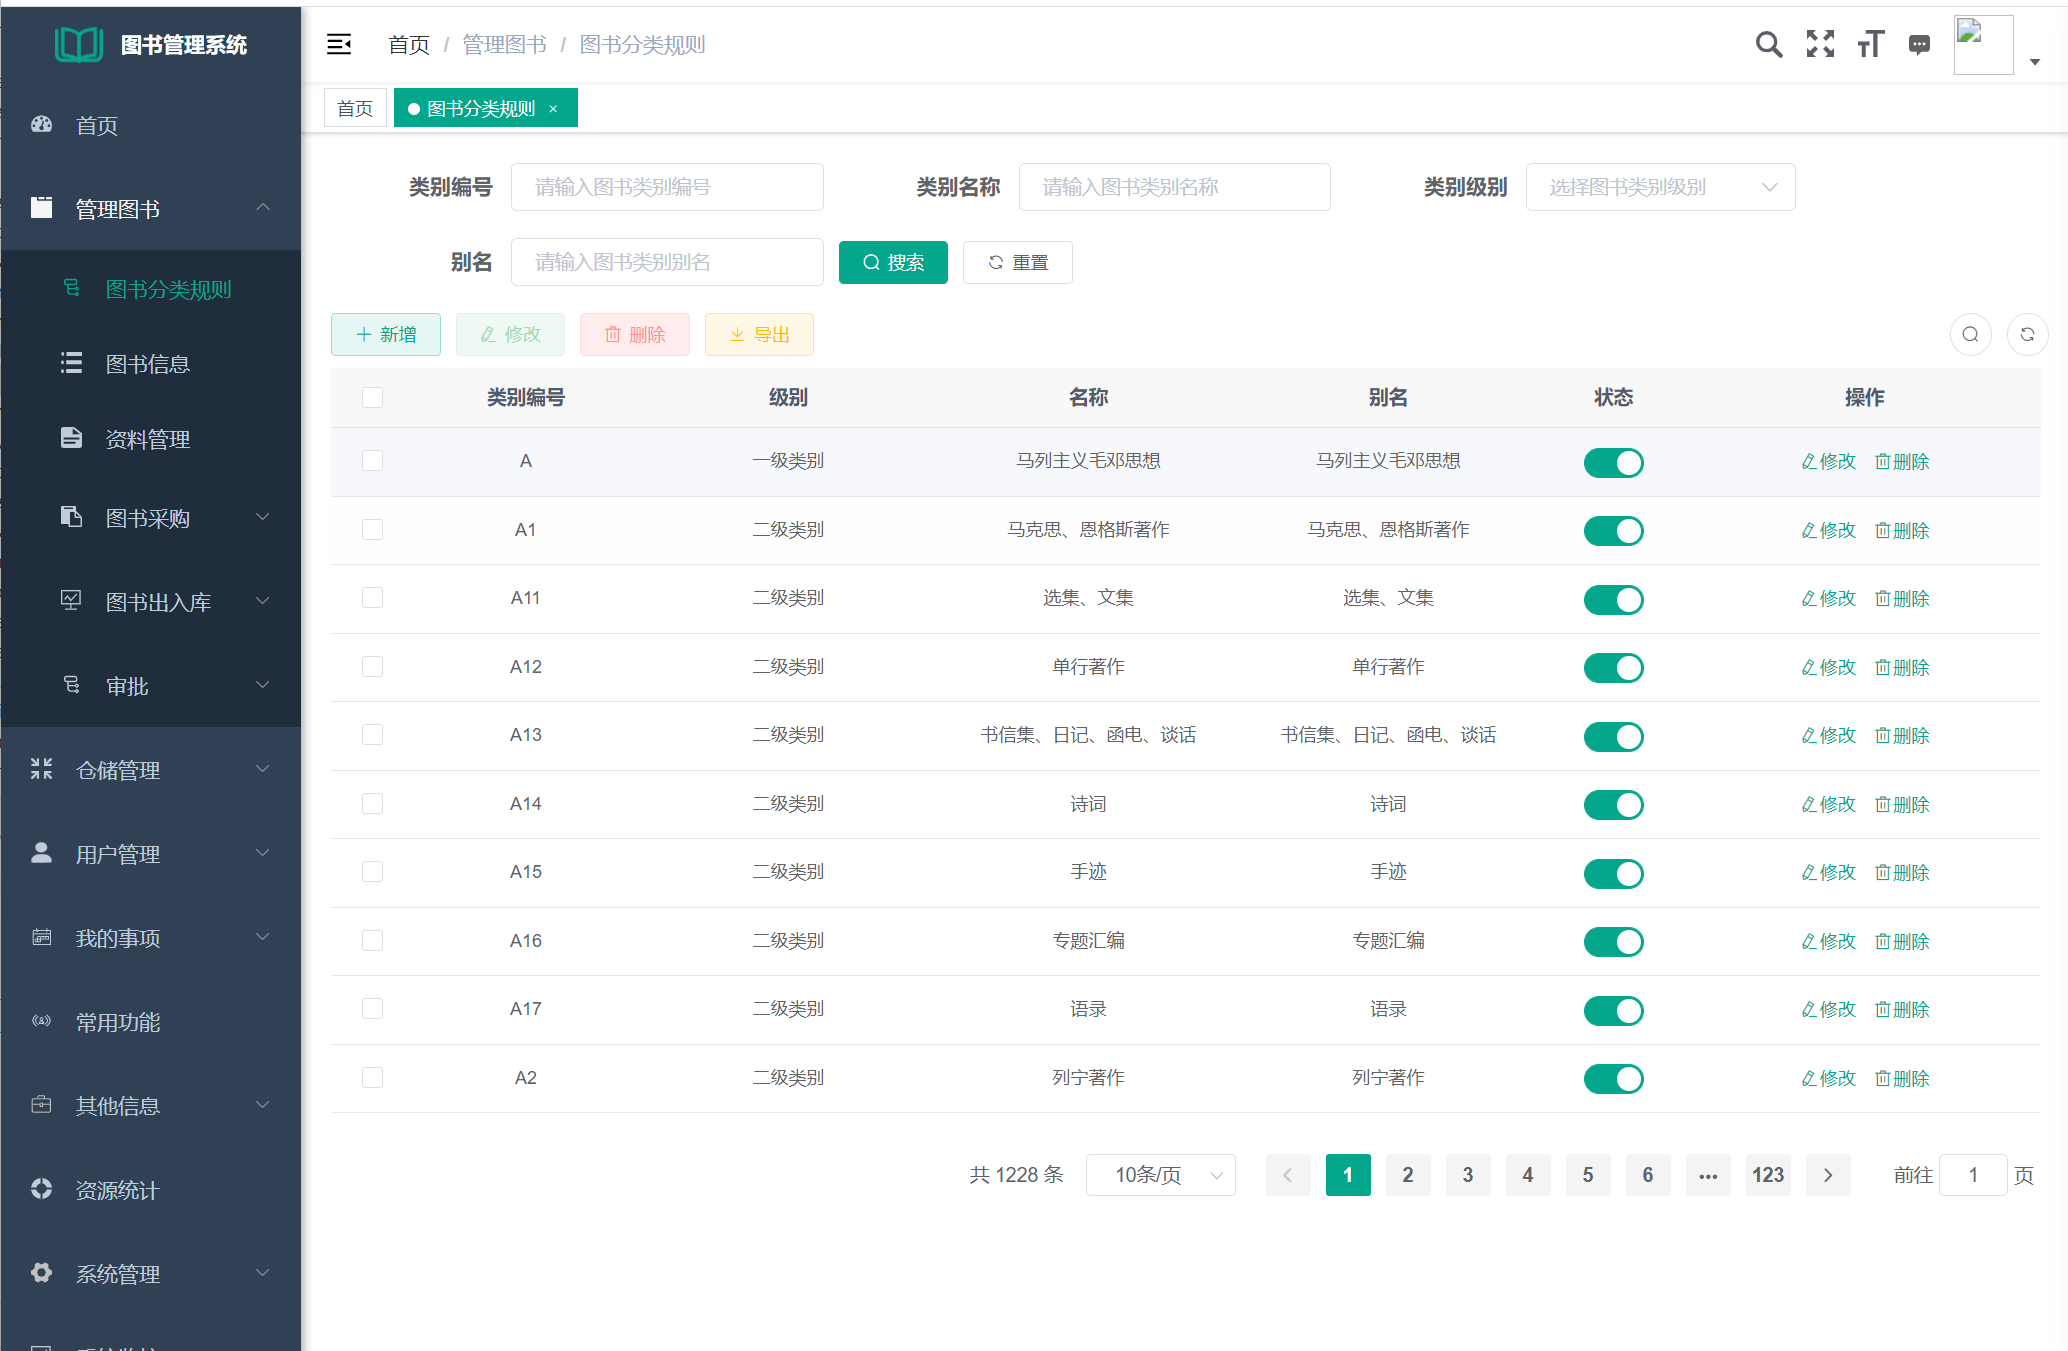 图书管理系统
首页
管理图书
图书分类规则
图书信息
资料管理
图书采购
图书出入库
审批
仓储管理
用户管理
我的事项
常用功能
其他信息
资源统计
系统管理
首页 / 管理图书 / 图书分类规则
首页 图书分类规则 ×
类别编号 请输入图书类别编号 类别名称 请输入图书类别名称 类别级别 选择图书类别级别
别名 请输入图书类别别名 搜索 重置
新增 修改 删除 导出
类别编号 级别 名称 别名 状态 操作
A 一级类别 马列主义毛邓思想 马列主义毛邓思想 修改 删除
A1 二级类别 马克思、恩格斯著作 马克思、恩格斯著作 修改 删除
A11 二级类别 选集、文集 选集、文集 修改 删除
A12 二级类别 单行著作 单行著作 修改 删除
A13 二级类别 书信集、日记、函电、谈话 书信集、日记、函电、谈话 修改 删除
A14 二级类别 诗词 诗词 修改 删除
A15 二级类别 手迹 手迹 修改 删除
A16 二级类别 专题汇编 专题汇编 修改 删除
A17 二级类别 语录 语录 修改 删除
A2 二级类别 列宁著作 列宁著作 修改 删除
共 1228 条 10条/页 1 2 3 4 5 6 ••• 123 前往 1 页